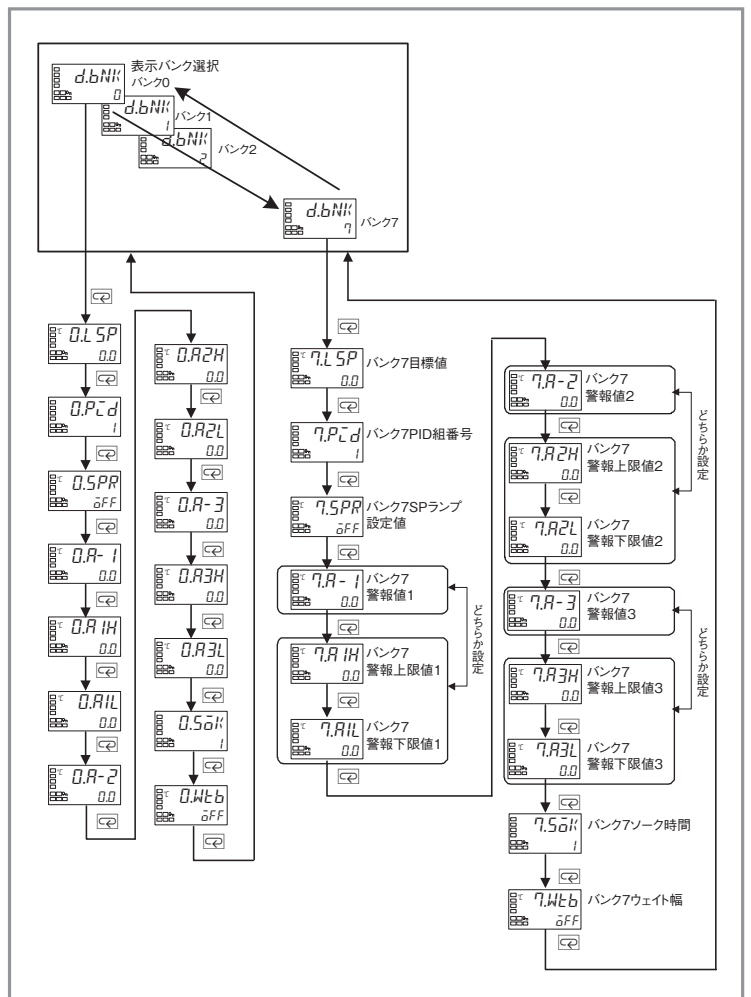 表示バンク選択
d.bNK バンク0
0
d.bNK バンク1
1
d.bNK バンク2
2
d.bNK バンク7
7
℃ 0.LSP
0.0
℃ 0.PId
1
℃ 0.SPR
oFF
℃ 0.A-1
0.0
℃ 0.A1H
0.0
℃ 0.A1L
0.0
℃ 0.A-2
0.0
℃ 0.A2H
0.0
℃ 0.A2L
0.0
℃ 0.A-3
0.0
℃ 0.A3H
0.0
℃ 0.A3L
0.0
℃ 0.SoK
1
℃ 0.Wtb
oFF
℃ 7.LSP バンク7目標値
0.0
℃ 7.PId バンク7PID組番号
1
℃ 7.SPR バンク7SPランプ
oFF 設定値
℃ 7.A-1 バンク7
0.0 警報値1
℃ 7.A1H バンク7
0.0 警報上限値1
℃ 7.A1L バンク7
0.0 警報下限値1
どちらか設定
℃ 7.A-2 バンク7
0.0 警報値2
℃ 7.A2H バンク7
0.0 警報上限値2
℃ 7.A2L バンク7
0.0 警報下限値2
どちらか設定
℃ 7.A-3 バンク7
0.0 警報値3
℃ 7.A3H バンク7
0.0 警報上限値3
℃ 7.A3L バンク7
0.0 警報下限値3
どちらか設定
℃ 7.SoK バンク7ソーク時間
1
℃ 7.Wtb バンク7ウェイト幅
oFF